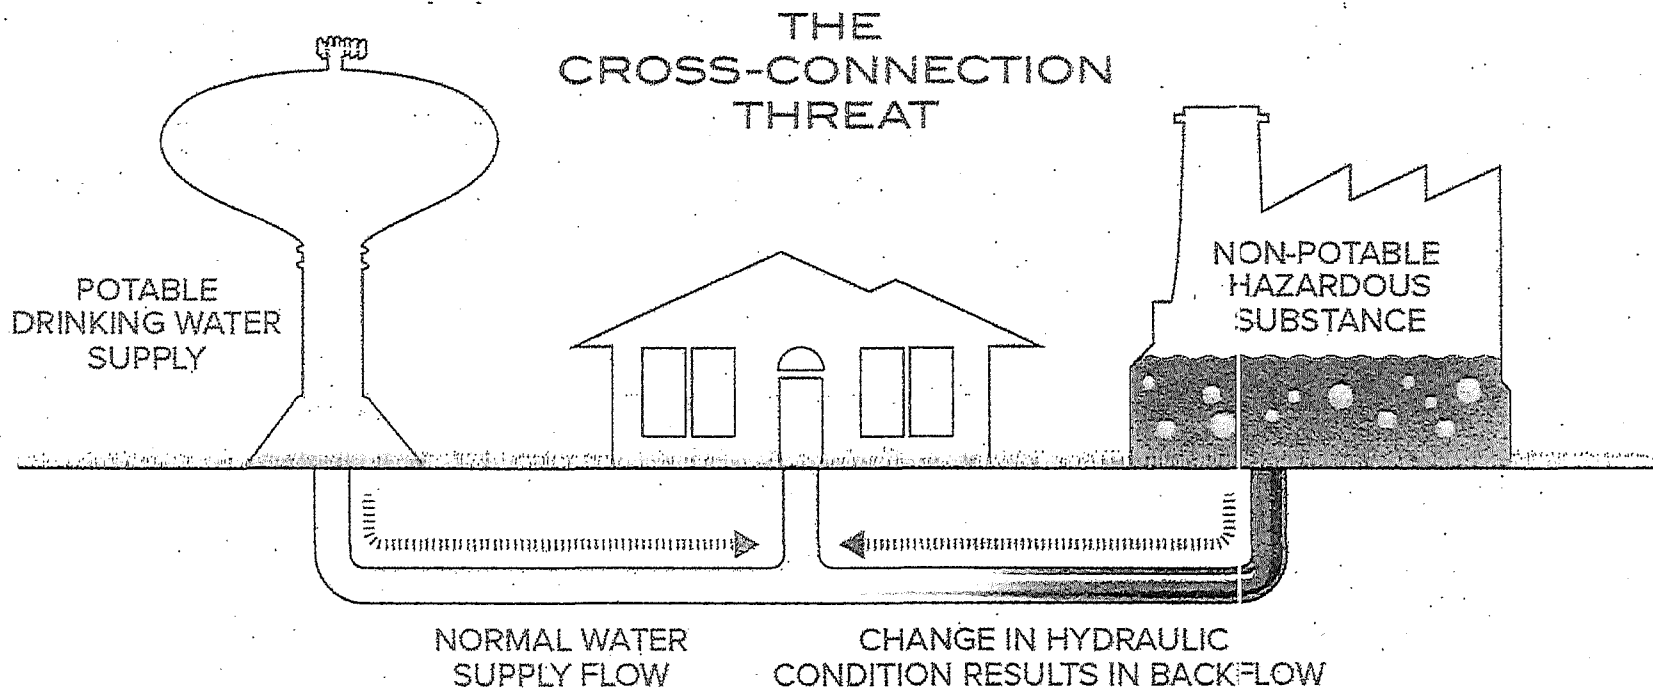 THE
CROSS-CONNECTION
THREAT
POTABLE
DRINKING WATER
SUPPLY
NON-POTABLE
HAZARDOUS
SUBSTANCE
NORMAL WATER
SUPPLY FLOW
CHANGE IN HYDRAULIC
CONDITION RESULTS IN BACKFLOW